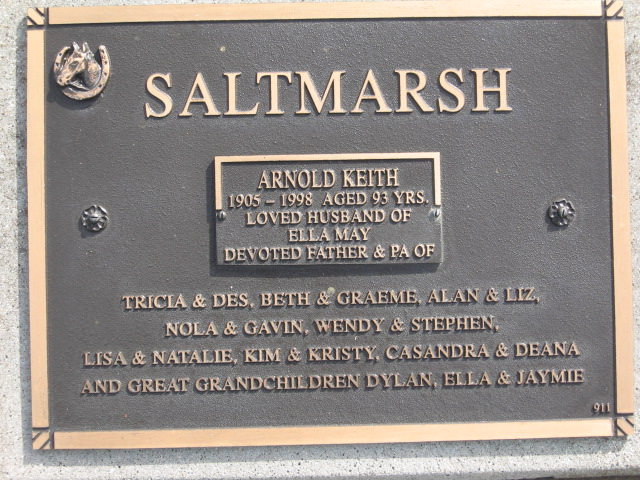 SALTMARSH
ARNOLD KEITH
1905 - 1998 AGED 93 YRS.
LOVED HUSBAND OF
ELLA MAY
DEVOTED FATHER & PA OF
TRICIA & DES, BETH & GRAEME, ALAN & LIZ,
NOLA & GAVIN, WENDY & STEPHEN,
LISA & NATALIE, KIM & KRISTY, CASANDRA & DEANA
AND GREAT GRANDCHILDREN DYLAN, ELLA & JAYMIE
911